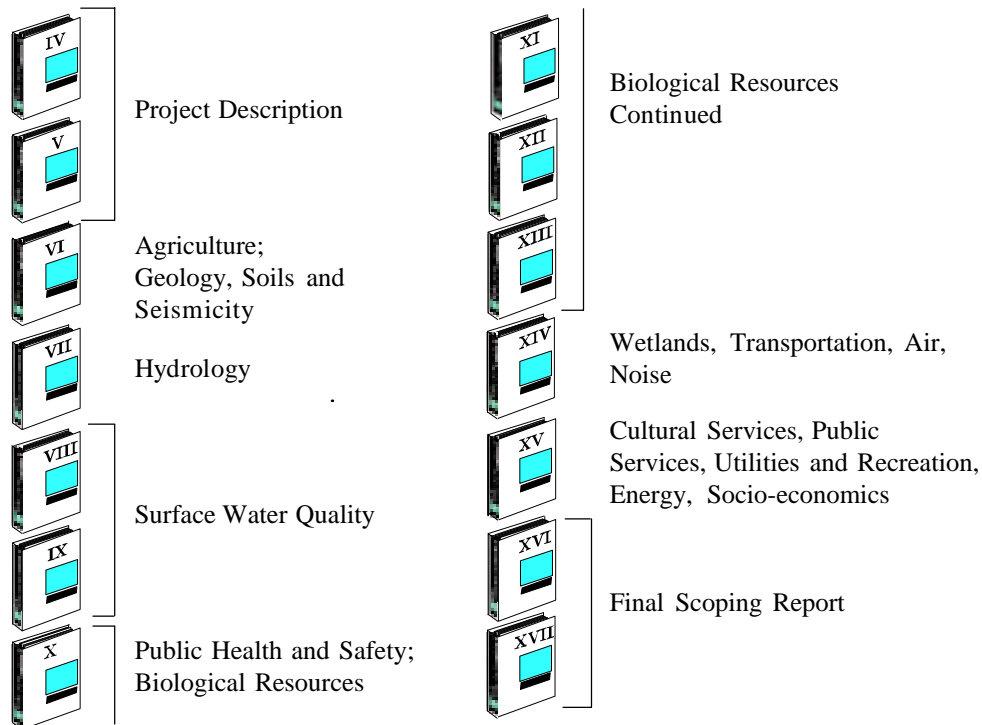 IV
V
Project Description
VI
Agriculture;
Geology, Soils and
Seismicity
VII
Hydrology
VIII
IX
Surface Water Quality
X
Public Health and Safety;
Biological Resources
XI
XII
XIII
Biological Resources
Continued
XIV
Wetlands, Transportation, Air,
Noise
XV
Cultural Services, Public
Services, Utilities and Recreation,
Energy, Socio-economics
XVI
XVII
Final Scoping Report